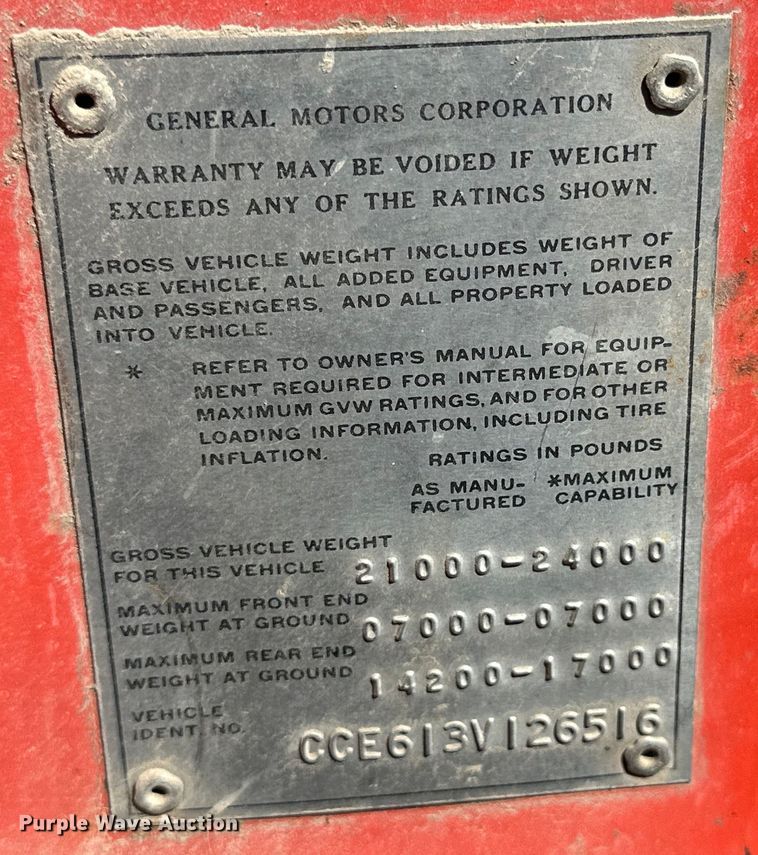 GENERAL MOTORS CORPORATION
WARRANTY MAY BE VOIDED IF WEIGHT
EXCEEDS ANY OF THE RATINGS SHOWN.
GROSS VEHICLE WEIGHT INCLUDES WEIGHT OF
BASE VEHICLE, ALL ADDED EQUIPMENT, DRIVER
AND PASSENGERS, AND ALL PROPERTY LOADED
INTO VEHICLE.
* REFER TO OWNER'S MANUAL FOR EQUIP-
MENT REQUIRED FOR INTERMEDIATE OR
MAXIMUM GVW RATINGS, AND FOR OTHER
LOADING INFORMATION, INCLUDING TIRE
INFLATION.
RATINGS IN POUNDS
AS MANU- *MAXIMUM
FACTURED CAPABILITY
GROSS VEHICLE WEIGHT
FOR THIS VEHICLE 21000-24000
MAXIMUM FRONT END
WEIGHT AT GROUND 07000-07000
MAXIMUM REAR END
WEIGHT AT GROUND 14200-17000
VEHICLE
IDENT. NO. CCE613V126516
Purple Wave Auction